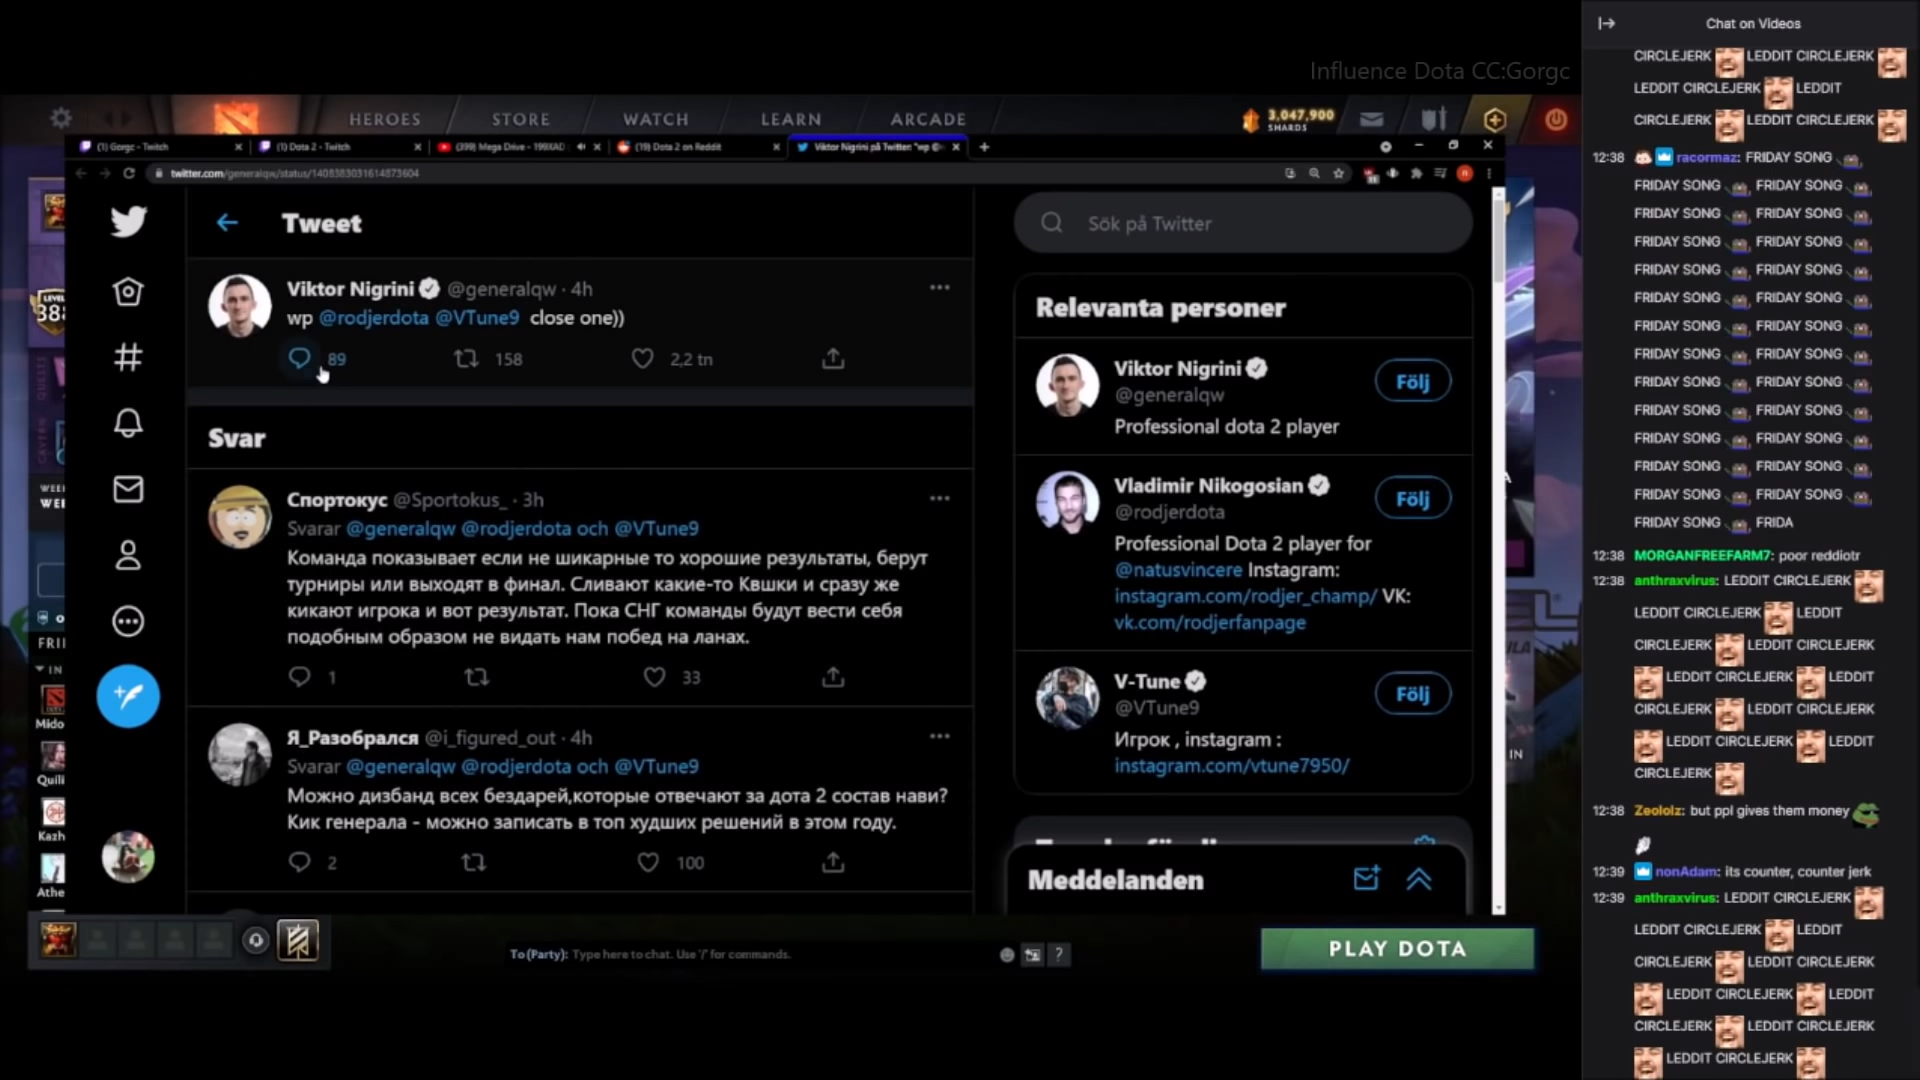 Influence Dota CC:Gorgc
HEROES STORE WATCH LEARN ARCADE
3,047,900
SHARDS
(1) Gorgc - Twitch
(1) Dota 2 - Twitch
(399) Mega Drive - 199XAD
(19) Dota 2 on Reddit
Viktor Nigrini på Twitter: "wp @
twitter.com/generalqw/status/1408383031614873604
Tweet
Viktor Nigrini @generalqw · 4h
wp @rodjerdota @VTune9 close one))
89 158 2,2 tn
Svar
Спортокус @Sportokus_ · 3h
Svarar @generalqw @rodjerdota och @VTune9
Команда показывает если не шикарные то хорошие результаты, берут
турниры или выходят в финал. Сливают какие-то Квшки и сразу же
кикают игрока и вот результат. Пока СНГ команды будут вести себя
подобным образом не видать нам побед на ланах.
1 33
Я_Разобрался @i_figured_out · 4h
Svarar @generalqw @rodjerdota och @VTune9
Можно дизбанд всех бездарей,которые отвечают за дота 2 состав нави?
Кик генерала - можно записать в топ худших решений в этом году.
2 100
Sök på Twitter
Relevanta personer
Viktor Nigrini
@generalqw
Följ
Professional dota 2 player
Vladimir Nikogosian
@rodjerdota
Följ
Professional Dota 2 player for
@natusvincere Instagram:
instagram.com/rodjer_champ/ VK:
vk.com/rodjerfanpage
V-Tune
@VTune9
Följ
Игрок , instagram :
instagram.com/vtune7950/
Meddelanden
LEVEL
388
WEE
WE
FRI
IN
Mido
Quil
Kazh
Athe
IN
To (Party): Type here to chat. Use '/' for commands.
?
PLAY DOTA
Chat on Videos
CIRCLEJERK LEDDIT CIRCLEJERK
LEDDIT CIRCLEJERK LEDDIT
CIRCLEJERK LEDDIT CIRCLEJERK
12:38 racormaz: FRIDAY SONG
FRIDAY SONG FRIDAY SONG
FRIDAY SONG FRIDAY SONG
FRIDAY SONG FRIDAY SONG
FRIDAY SONG FRIDAY SONG
FRIDAY SONG FRIDAY SONG
FRIDAY SONG FRIDAY SONG
FRIDAY SONG FRIDAY SONG
FRIDAY SONG FRIDAY SONG
FRIDAY SONG FRIDAY SONG
FRIDAY SONG FRIDAY SONG
FRIDAY SONG FRIDAY SONG
FRIDAY SONG FRIDAY SONG
FRIDAY SONG FRIDA
12:38 MORGANFREEFARM7: poor reddiotr
12:38 anthraxvirus: LEDDIT CIRCLEJERK
LEDDIT CIRCLEJERK LEDDIT
CIRCLEJERK LEDDIT CIRCLEJERK
LEDDIT CIRCLEJERK LEDDIT
CIRCLEJERK LEDDIT CIRCLEJERK
LEDDIT CIRCLEJERK LEDDIT
CIRCLEJERK
12:38 Zeololz: but ppl gives them money
12:39 nonAdam: its counter, counter jerk
12:39 anthraxvirus: LEDDIT CIRCLEJERK
LEDDIT CIRCLEJERK LEDDIT
CIRCLEJERK LEDDIT CIRCLEJERK
LEDDIT CIRCLEJERK LEDDIT
CIRCLEJERK LEDDIT CIRCLEJERK
LEDDIT CIRCLEJERK